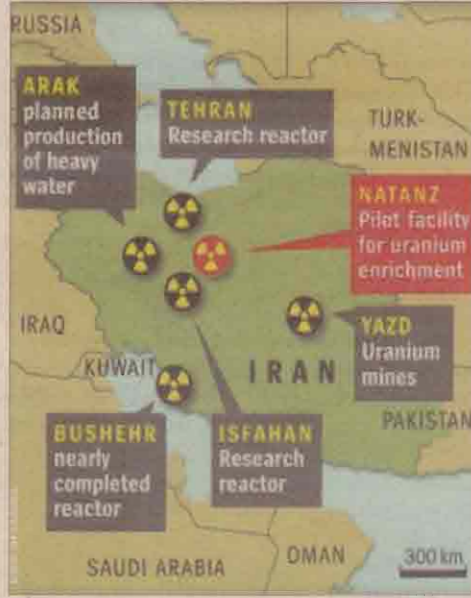 RUSSIA
ARAK
planned
production
of heavy
water
TEHRAN
Research reactor
TURK-
MENISTAN
NATANZ
Pilot facility
for uranium
enrichment
IRAQ
KUWAIT
IRAN
YAZD
Uranium
mines
PAKISTAN
BUSHEHR
nearly
completed
reactor
ISFAHAN
Research
reactor
SAUDI ARABIA
OMAN
300 km